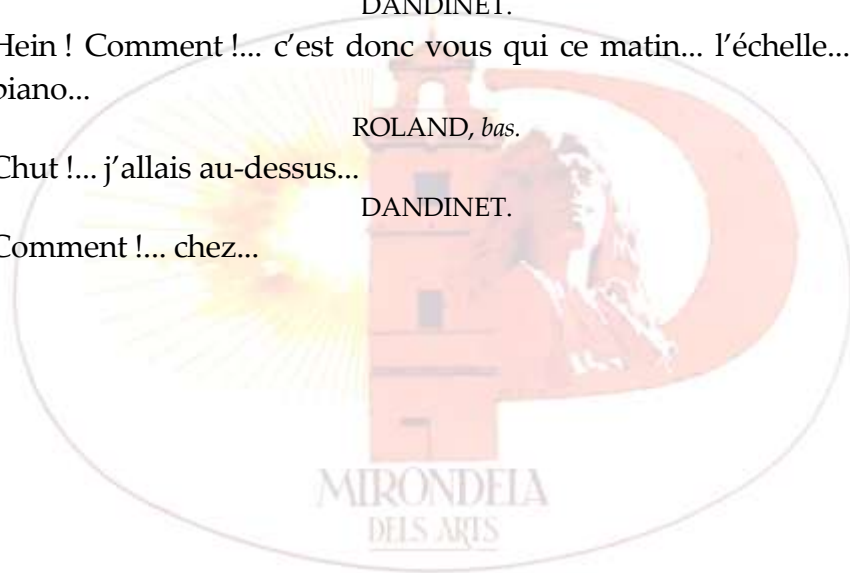 DANDINET.
Hein ! Comment !... c’est donc vous qui ce matin... l’échelle...
piano...
ROLAND, bas.
Chut !... j’allais au-dessus...
DANDINET.
Comment !... chez...
MIRONDELA
DELS ARTS